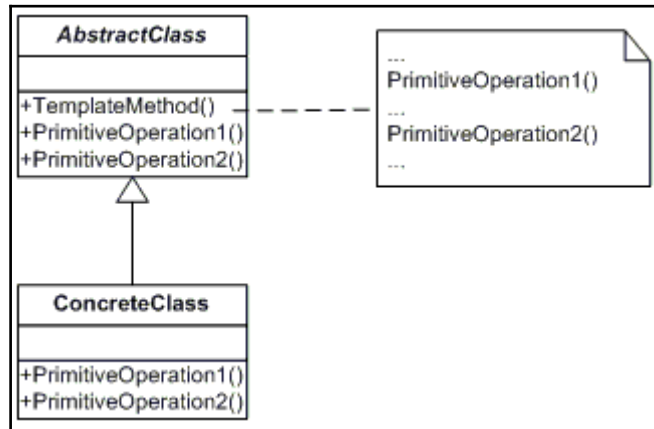 AbstractClass
+TemplateMethod()
+PrimitiveOperation1()
+PrimitiveOperation2()
...
PrimitiveOperation1()
...
PrimitiveOperation2()
...
ConcreteClass
+PrimitiveOperation1()
+PrimitiveOperation2()